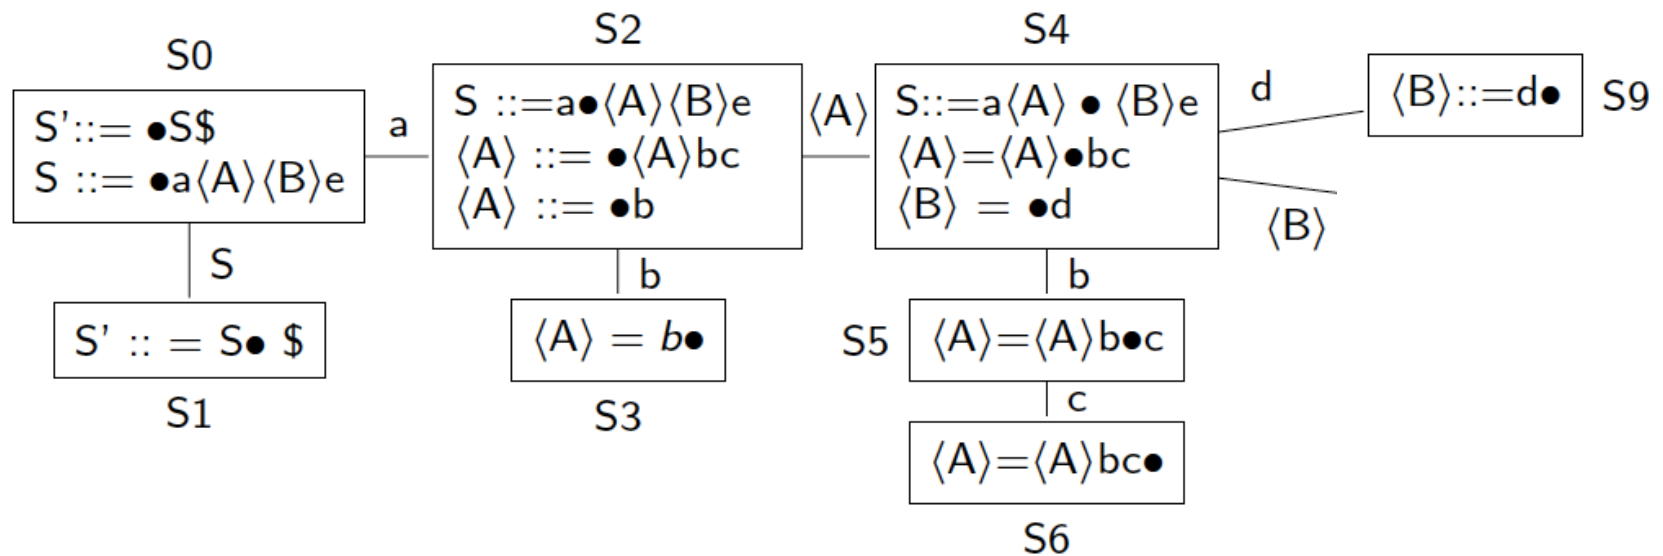 S0
S'::= •S$
S ::= •a⟨A⟩⟨B⟩e
a
S
S' :: = S• $
S1
S2
S ::=a•⟨A⟩⟨B⟩e
⟨A⟩ ::= •⟨A⟩bc
⟨A⟩ ::= •b
⟨A⟩
b
⟨A⟩ = b•
S3
S4
S::=a⟨A⟩ • ⟨B⟩e
⟨A⟩=⟨A⟩•bc
⟨B⟩ = •d
d
⟨B⟩
⟨B⟩::=d•
S9
b
S5
⟨A⟩=⟨A⟩b•c
c
⟨A⟩=⟨A⟩bc•
S6